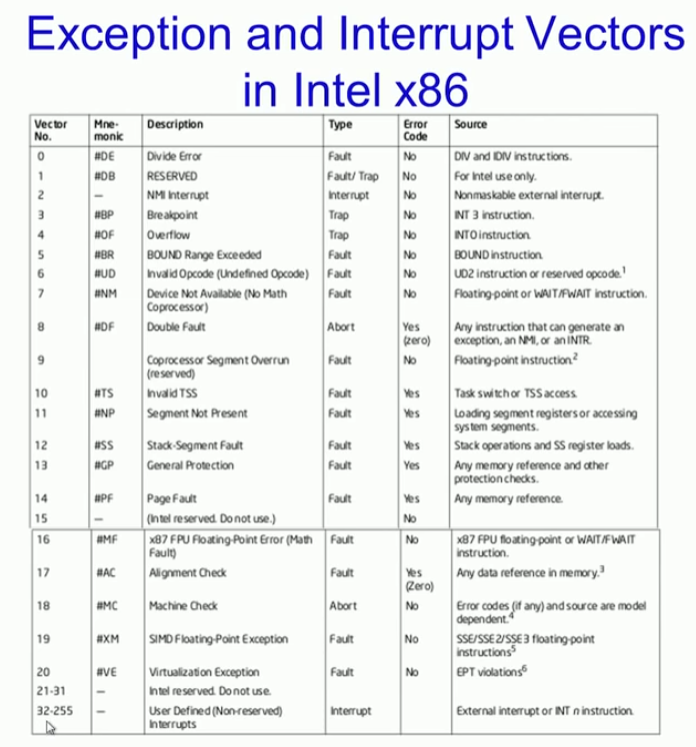 Exception and Interrupt Vectors
in Intel x86
Vector No. Mne-monic Description Type Error Code Source
0 #DE Divide Error Fault No DIV and IDIV instructions.
1 #DB RESERVED Fault/ Trap No For Intel use only.
2 — NMI Interrupt Interrupt No Nonmaskable external interrupt.
3 #BP Breakpoint Trap No INT 3 instruction.
4 #OF Overflow Trap No INTO instruction.
5 #BR BOUND Range Exceeded Fault No BOUND instruction.
6 #UD Invalid Opcode (Undefined Opcode) Fault No UD2 instruction or reserved opcode.1
7 #NM Device Not Available (No Math Coprocessor) Fault No Floating-point or WAIT/FWAIT instruction.
8 #DF Double Fault Abort Yes (zero) Any instruction that can generate an exception, an NMI, or an INTR.
9 Coprocessor Segment Overrun (reserved) Fault No Floating-point instruction.2
10 #TS Invalid TSS Fault Yes Task switch or TSS access.
11 #NP Segment Not Present Fault Yes Loading segment registers or accessing system segments.
12 #SS Stack-Segment Fault Fault Yes Stack operations and SS register loads.
13 #GP General Protection Fault Yes Any memory reference and other protection checks.
14 #PF Page Fault Fault Yes Any memory reference.
15 — (Intel reserved. Do not use.) No
16 #MF x87 FPU Floating-Point Error (Math Fault) Fault No x87 FPU floating-point or WAIT/FWAIT instruction.
17 #AC Alignment Check Fault Yes (Zero) Any data reference in memory.3
18 #MC Machine Check Abort No Error codes (if any) and source are model dependent.4
19 #XM SIMD Floating-Point Exception Fault No SSE/SSE2/SSE3 floating-point instructions5
20 #VE Virtualization Exception Fault No EPT violations6
21-31 — Intel reserved. Do not use.
32-255 — User Defined (Non-reserved) Interrupts Interrupt External interrupt or INT n instruction.